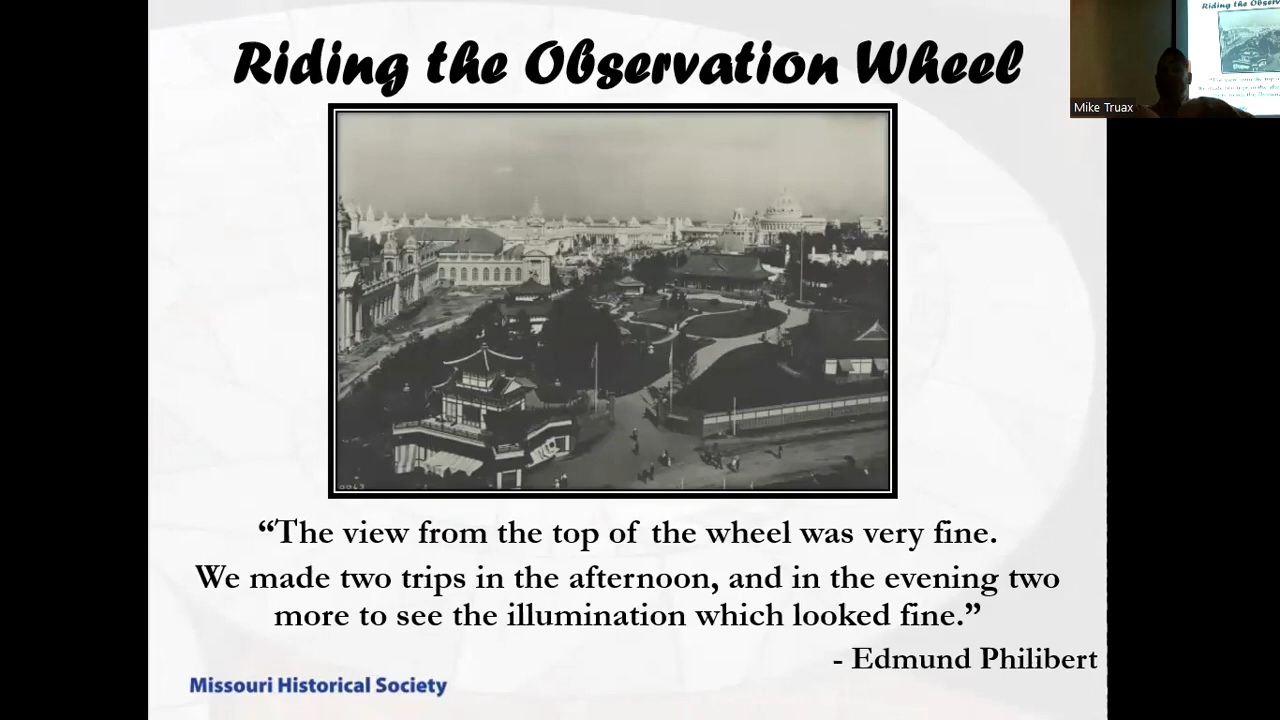 Riding the Observation Wheel
Mike Truax
0063
“The view from the top of the wheel was very fine.
We made two trips in the afternoon, and in the evening two
more to see the illumination which looked fine.”
- Edmund Philibert
Missouri Historical Society